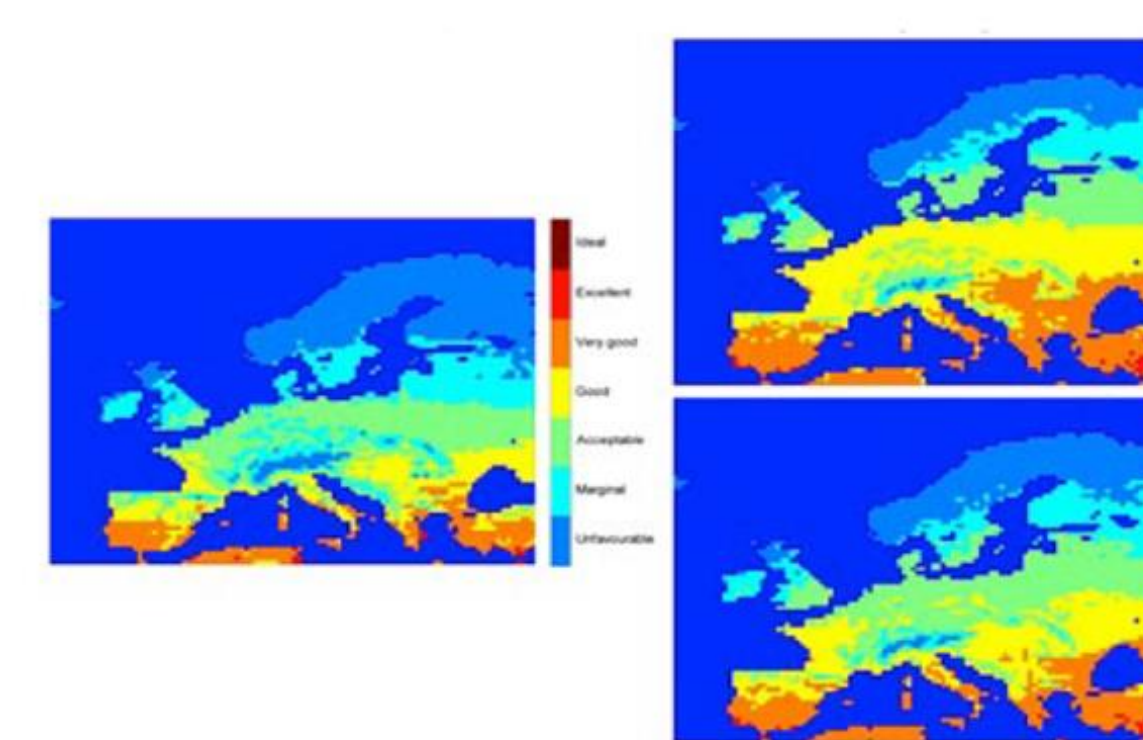 Ideal
Excellent
Very good
Good
Acceptable
Marginal
Unfavourable